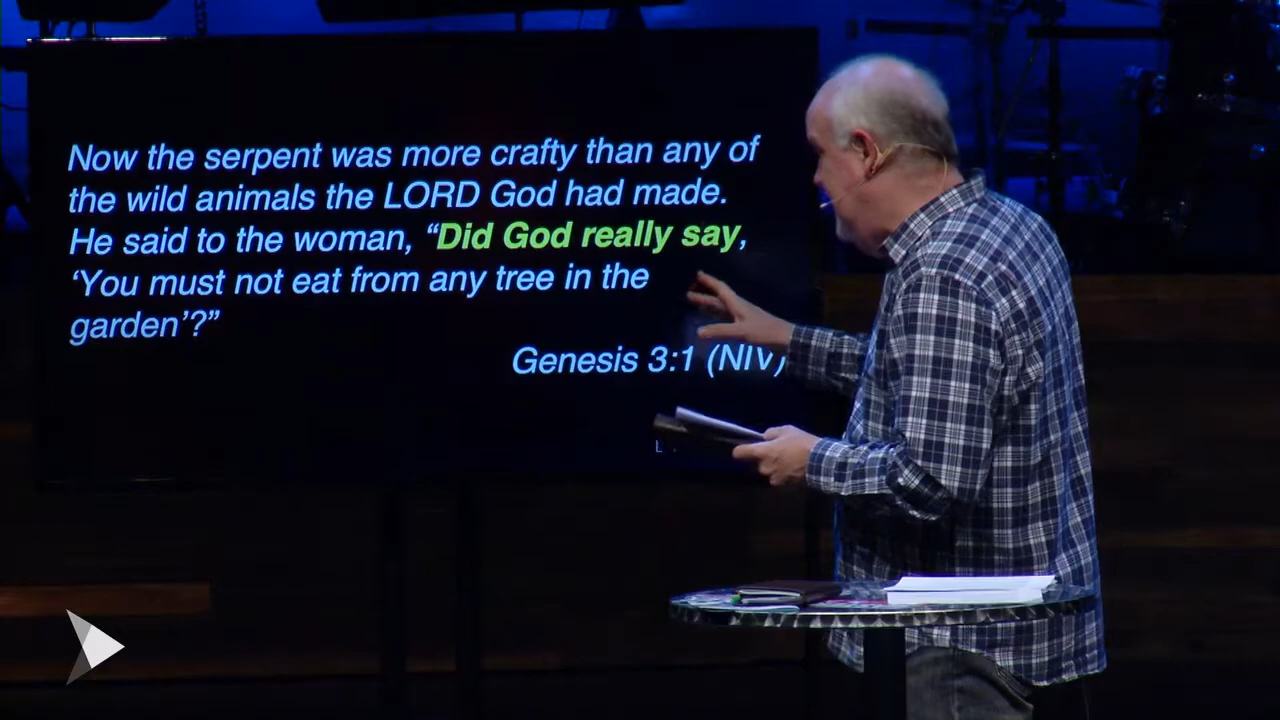 Now the serpent was more crafty than any of
the wild animals the LORD God had made.
He said to the woman, “Did God really say,
‘You must not eat from any tree in the
garden’?”
Genesis 3:1 (NIV)